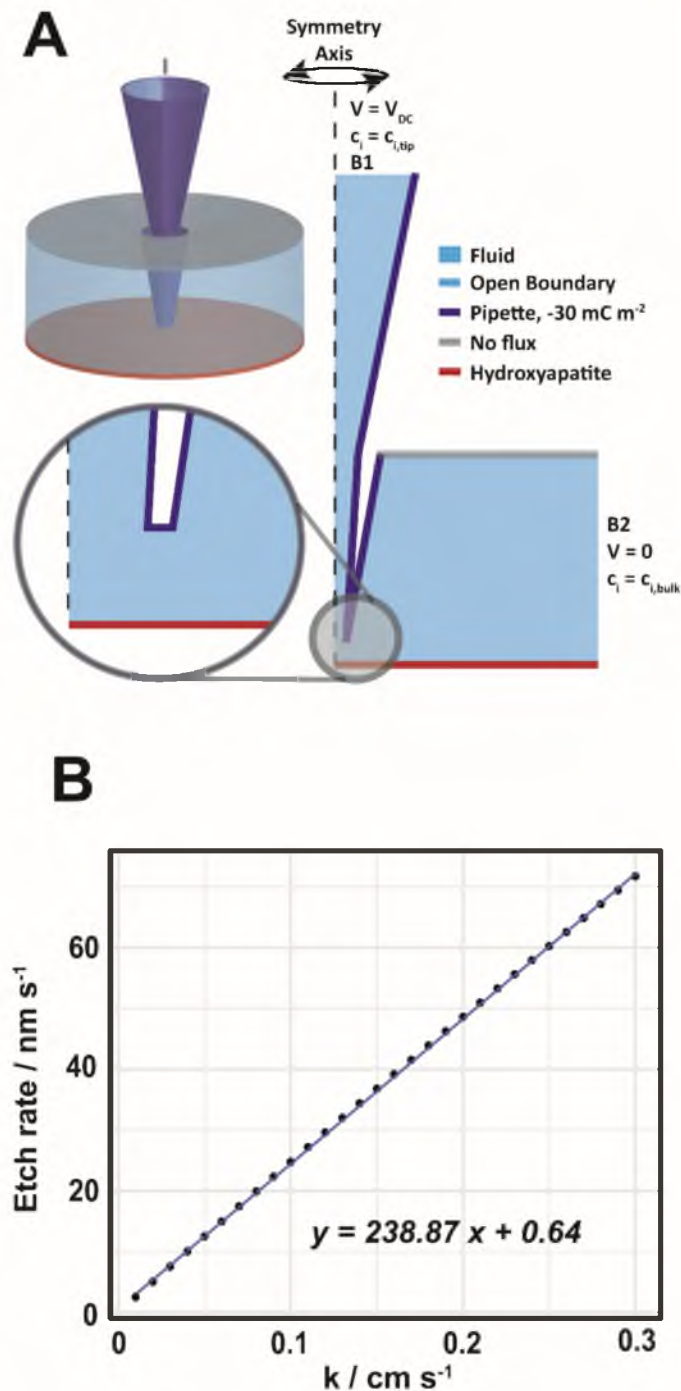 A
Symmetry
Axis
V = V_DC
c_i = c_i,tip
B1
Fluid
Open Boundary
Pipette, -30 mC m⁻²
No flux
Hydroxyapatite
B2
V = 0
c_i = c_i,bulk
B
Etch rate / nm s⁻¹
60
40
20
0
y = 238.87 x + 0.64
0 0.1 0.2 0.3
k / cm s⁻¹